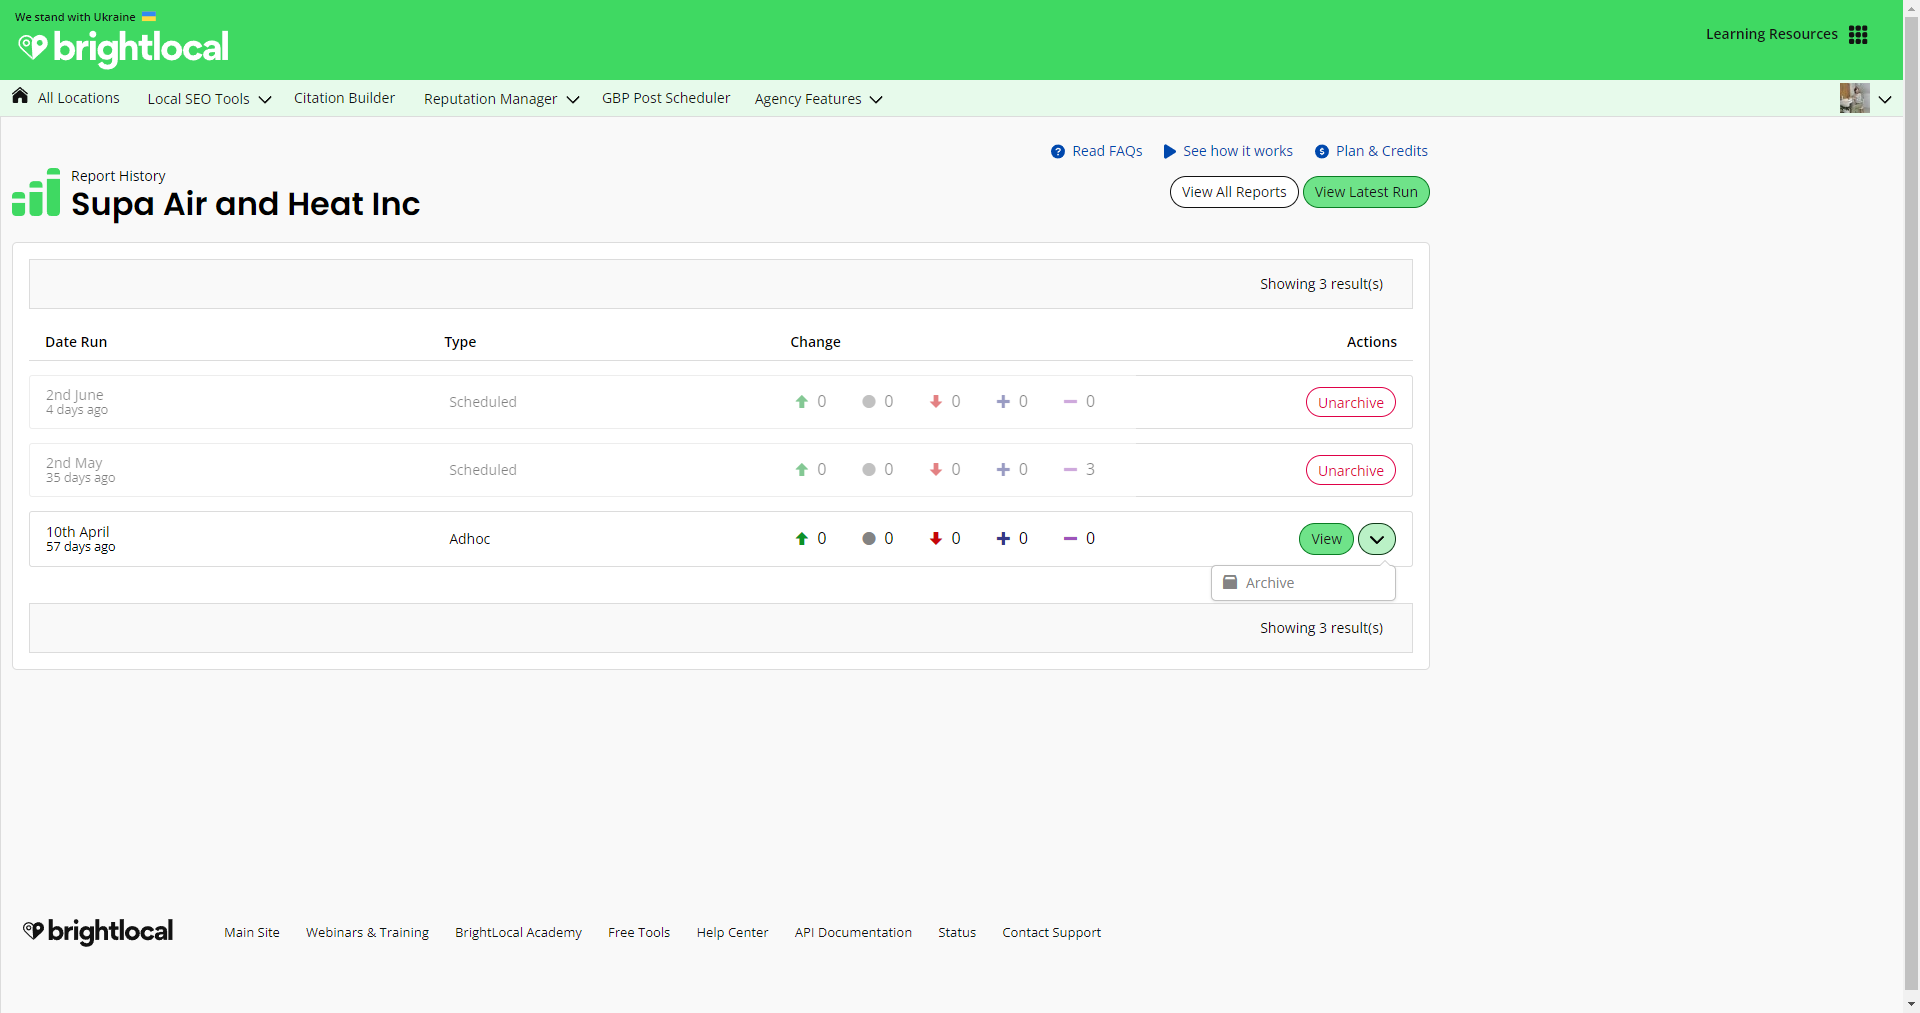 We stand with Ukraine
brightlocal
Learning Resources
All Locations
Local SEO Tools
Citation Builder
Reputation Manager
GBP Post Scheduler
Agency Features
Read FAQs
See how it works
Plan & Credits
Report History
Supa Air and Heat Inc
View All Reports
View Latest Run
Showing 3 result(s)
Date Run
Type
Change
Actions
2nd June
4 days ago
Scheduled
0
0
0
0
0
Unarchive
2nd May
35 days ago
Scheduled
0
0
0
0
3
Unarchive
10th April
57 days ago
Adhoc
0
0
0
0
0
View
Archive
Showing 3 result(s)
brightlocal
Main Site
Webinars & Training
BrightLocal Academy
Free Tools
Help Center
API Documentation
Status
Contact Support